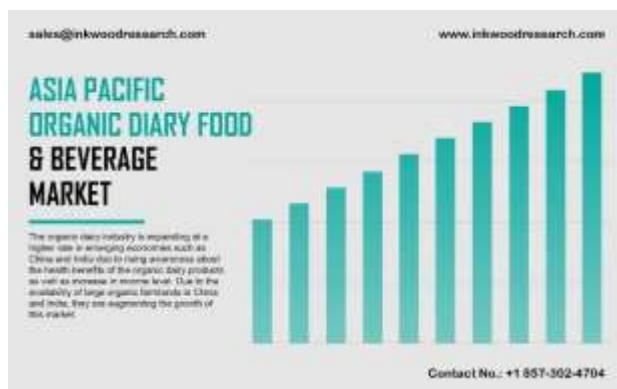 sales@inkwoodresearch.com
www.inkwoodresearch.com
ASIA PACIFIC
ORGANIC DIARY FOOD
& BEVERAGE
MARKET
The organic dairy industry is expanding at a
higher rate in emerging economies such as
China and India due to rising awareness about
the health benefits of the organic dairy products
as well as increase in income level. Due to the
availability of large organic farmlands in China
and India, they are augmenting the growth of
this market.
Contact No.: +1 857-302-4704